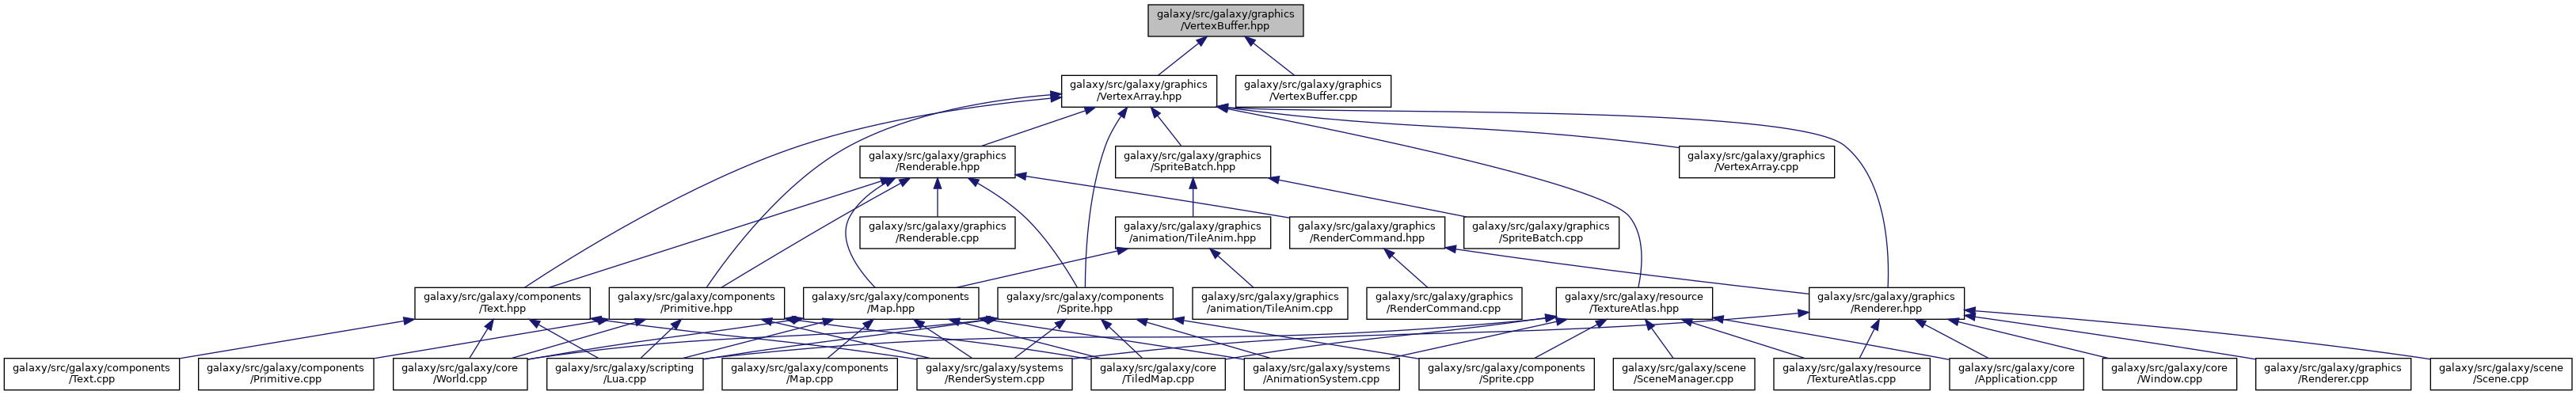 galaxy/src/galaxy/graphics
/VertexBuffer.hpp
galaxy/src/galaxy/graphics
/VertexArray.hpp
galaxy/src/galaxy/graphics
/VertexBuffer.cpp
galaxy/src/galaxy/graphics
/Renderable.hpp
galaxy/src/galaxy/graphics
/SpriteBatch.hpp
galaxy/src/galaxy/graphics
/VertexArray.cpp
galaxy/src/galaxy/graphics
/Renderable.cpp
galaxy/src/galaxy/graphics
/animation/TileAnim.hpp
galaxy/src/galaxy/graphics
/RenderCommand.hpp
galaxy/src/galaxy/graphics
/SpriteBatch.cpp
galaxy/src/galaxy/components
/Text.hpp
galaxy/src/galaxy/components
/Primitive.hpp
galaxy/src/galaxy/components
/Map.hpp
galaxy/src/galaxy/components
/Sprite.hpp
galaxy/src/galaxy/graphics
/animation/TileAnim.cpp
galaxy/src/galaxy/graphics
/RenderCommand.cpp
galaxy/src/galaxy/resource
/TextureAtlas.hpp
galaxy/src/galaxy/graphics
/Renderer.hpp
galaxy/src/galaxy/components
/Text.cpp
galaxy/src/galaxy/components
/Primitive.cpp
galaxy/src/galaxy/core
/World.cpp
galaxy/src/galaxy/scripting
/Lua.cpp
galaxy/src/galaxy/components
/Map.cpp
galaxy/src/galaxy/systems
/RenderSystem.cpp
galaxy/src/galaxy/core
/TiledMap.cpp
galaxy/src/galaxy/systems
/AnimationSystem.cpp
galaxy/src/galaxy/components
/Sprite.cpp
galaxy/src/galaxy/scene
/SceneManager.cpp
galaxy/src/galaxy/resource
/TextureAtlas.cpp
galaxy/src/galaxy/core
/Application.cpp
galaxy/src/galaxy/core
/Window.cpp
galaxy/src/galaxy/graphics
/Renderer.cpp
galaxy/src/galaxy/scene
/Scene.cpp